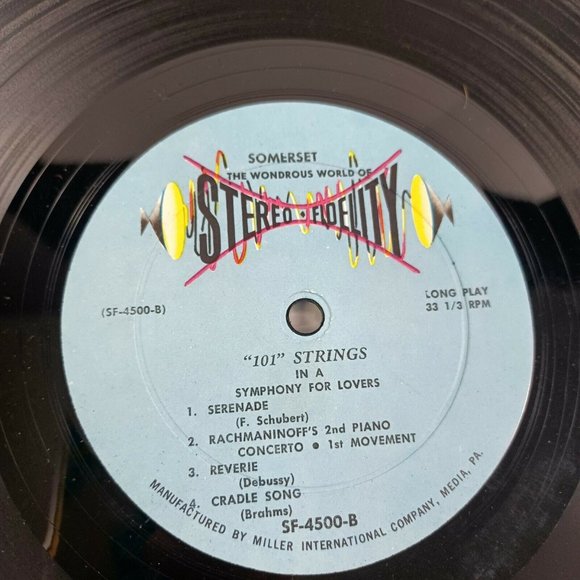 SOMERSET
THE WONDROUS WORLD OF
STEREO • FIDELITY
(SF-4500-B)
LONG PLAY
33 1/3 RPM
"101" STRINGS
IN A
SYMPHONY FOR LOVERS
1. SERENADE
(F. Schubert)
2. RACHMANINOFF'S 2nd PIANO
CONCERTO • 1st MOVEMENT
3. REVERIE
(Debussy)
4. CRADLE SONG
(Brahms)
SF-4500-B
MANUFACTURED BY MILLER INTERNATIONAL COMPANY, MEDIA, PA.